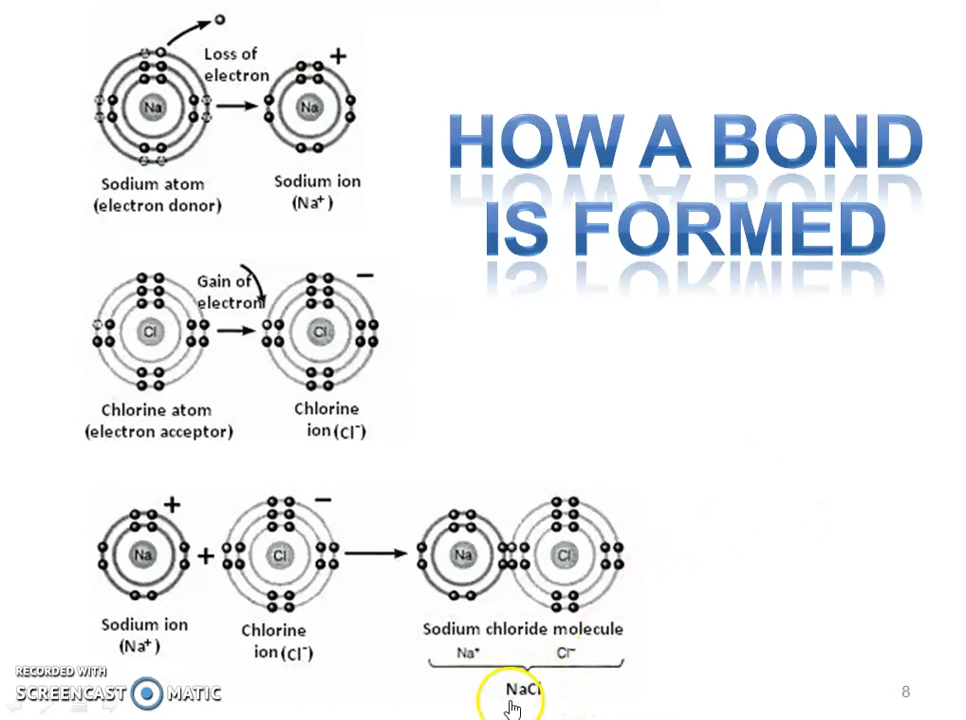 HOW A BOND
IS FORMED
Loss of
electron
+
Na
Na
Sodium atom
(electron donor)
Sodium ion
(Na⁺)
Gain of
electron
−
Cl
Cl
Chlorine atom
(electron acceptor)
Chlorine
ion (Cl⁻)
+
−
Na
+
Cl
Na
Cl
Sodium ion
(Na⁺)
Chlorine
ion (Cl⁻)
Sodium chloride molecule
Na⁺
Cl⁻
NaCl
RECORDED WITH
SCREENCAST MATIC
8